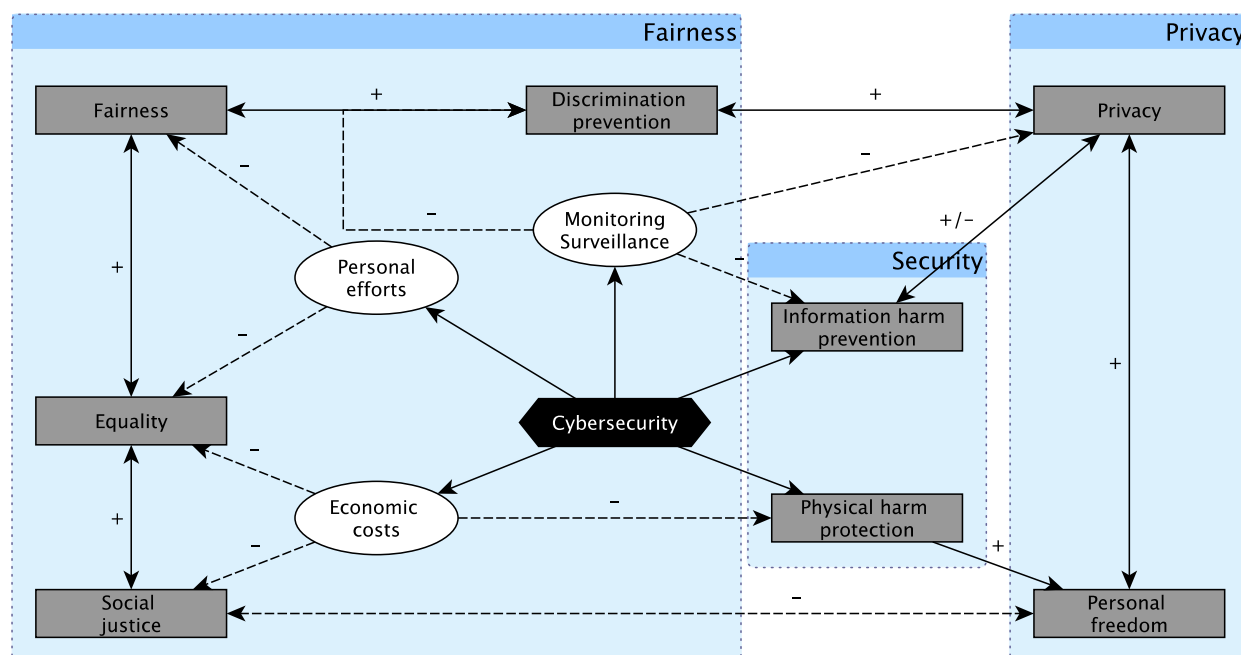 Fairness
Privacy
Fairness
+
Discrimination
prevention
+
Privacy
–
–
–
Monitoring
Surveillance
+/–
–
Security
+
Personal
efforts
Information harm
prevention
–
+
Equality
Cybersecurity
–
+
Economic
costs
–
Physical harm
protection
–
+
Social
justice
–
Personal
freedom